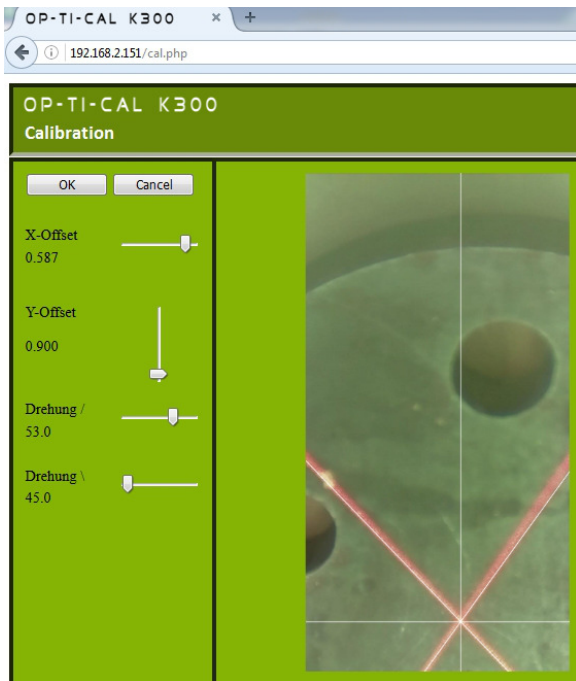 OP-TI-CAL K300 × +
192.168.2.151/cal.php
OP-TI-CAL K300
Calibration
OK Cancel
X-Offset
0.587
Y-Offset
0.900
Drehung /
53.0
Drehung \
45.0